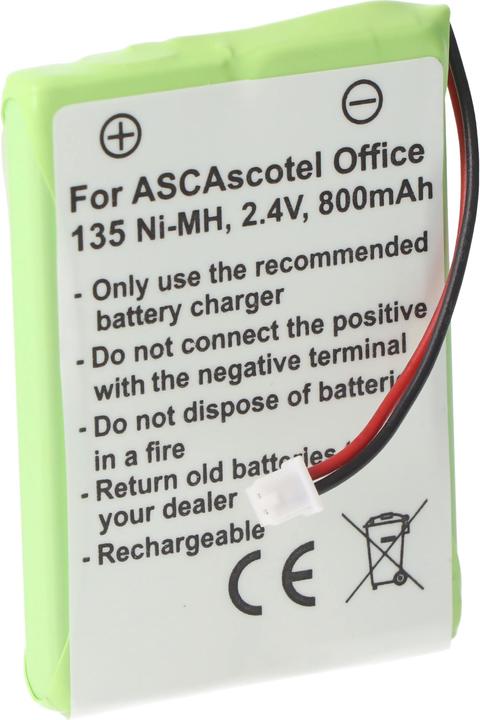 For ASCAscotel Office
135 Ni-MH, 2.4V, 800mAh
- Only use the recommended
battery charger
- Do not connect the positive
with the negative terminal
- Do not dispose of batterie
in a fire
- Return old batteries
your dealer
- Rechargeable
CE